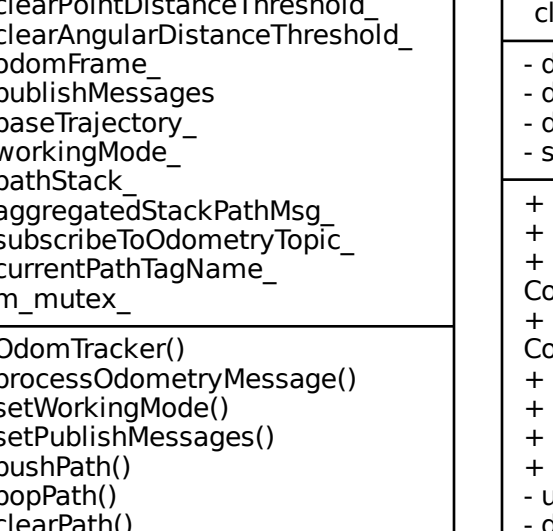 clearPointDistanceThreshold_
clearAngularDistanceThreshold_
odomFrame_
publishMessages
baseTrajectory_
workingMode_
pathStack_
aggregatedStackPathMsg_
subscribeToOdometryTopic_
currentPathTagName_
m_mutex_
OdomTracker()
processOdometryMessage()
setWorkingMode()
setPublishMessages()
pushPath()
popPath()
clearPath()
cl
- d
- d
- d
- s
+
+
+
Co
+
Co
+
+
+
+
- u
- d